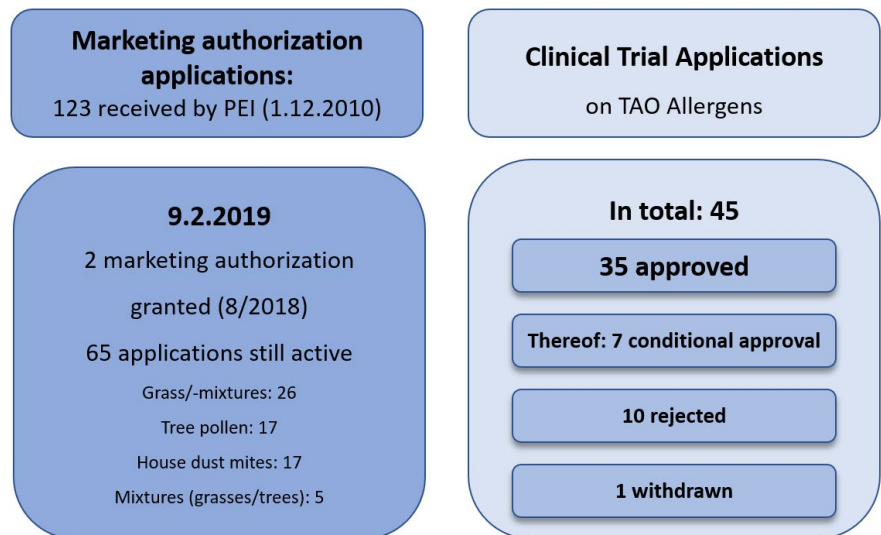 Marketing authorization
applications:
123 received by PEI (1.12.2010)
9.2.2019
2 marketing authorization
granted (8/2018)
65 applications still active
Grass/-mixtures: 26
Tree pollen: 17
House dust mites: 17
Mixtures (grasses/trees): 5
Clinical Trial Applications
on TAO Allergens
In total: 45
35 approved
Thereof: 7 conditional approval
10 rejected
1 withdrawn